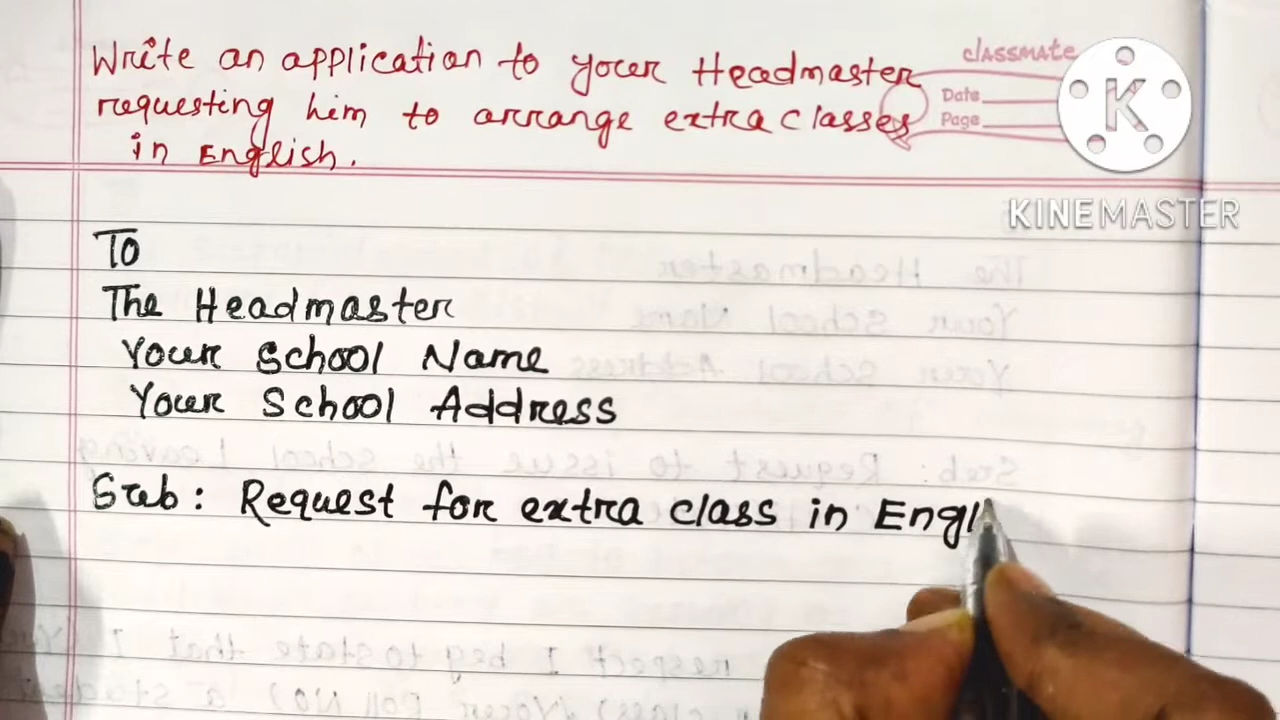 Write an application to your Headmaster
requesting him to arrange extra classes
in English.
classmate
Date
Page
KINEMASTER
To
The Headmaster
Your School Name
Your School Address
Sub: Request for extra class in Engl